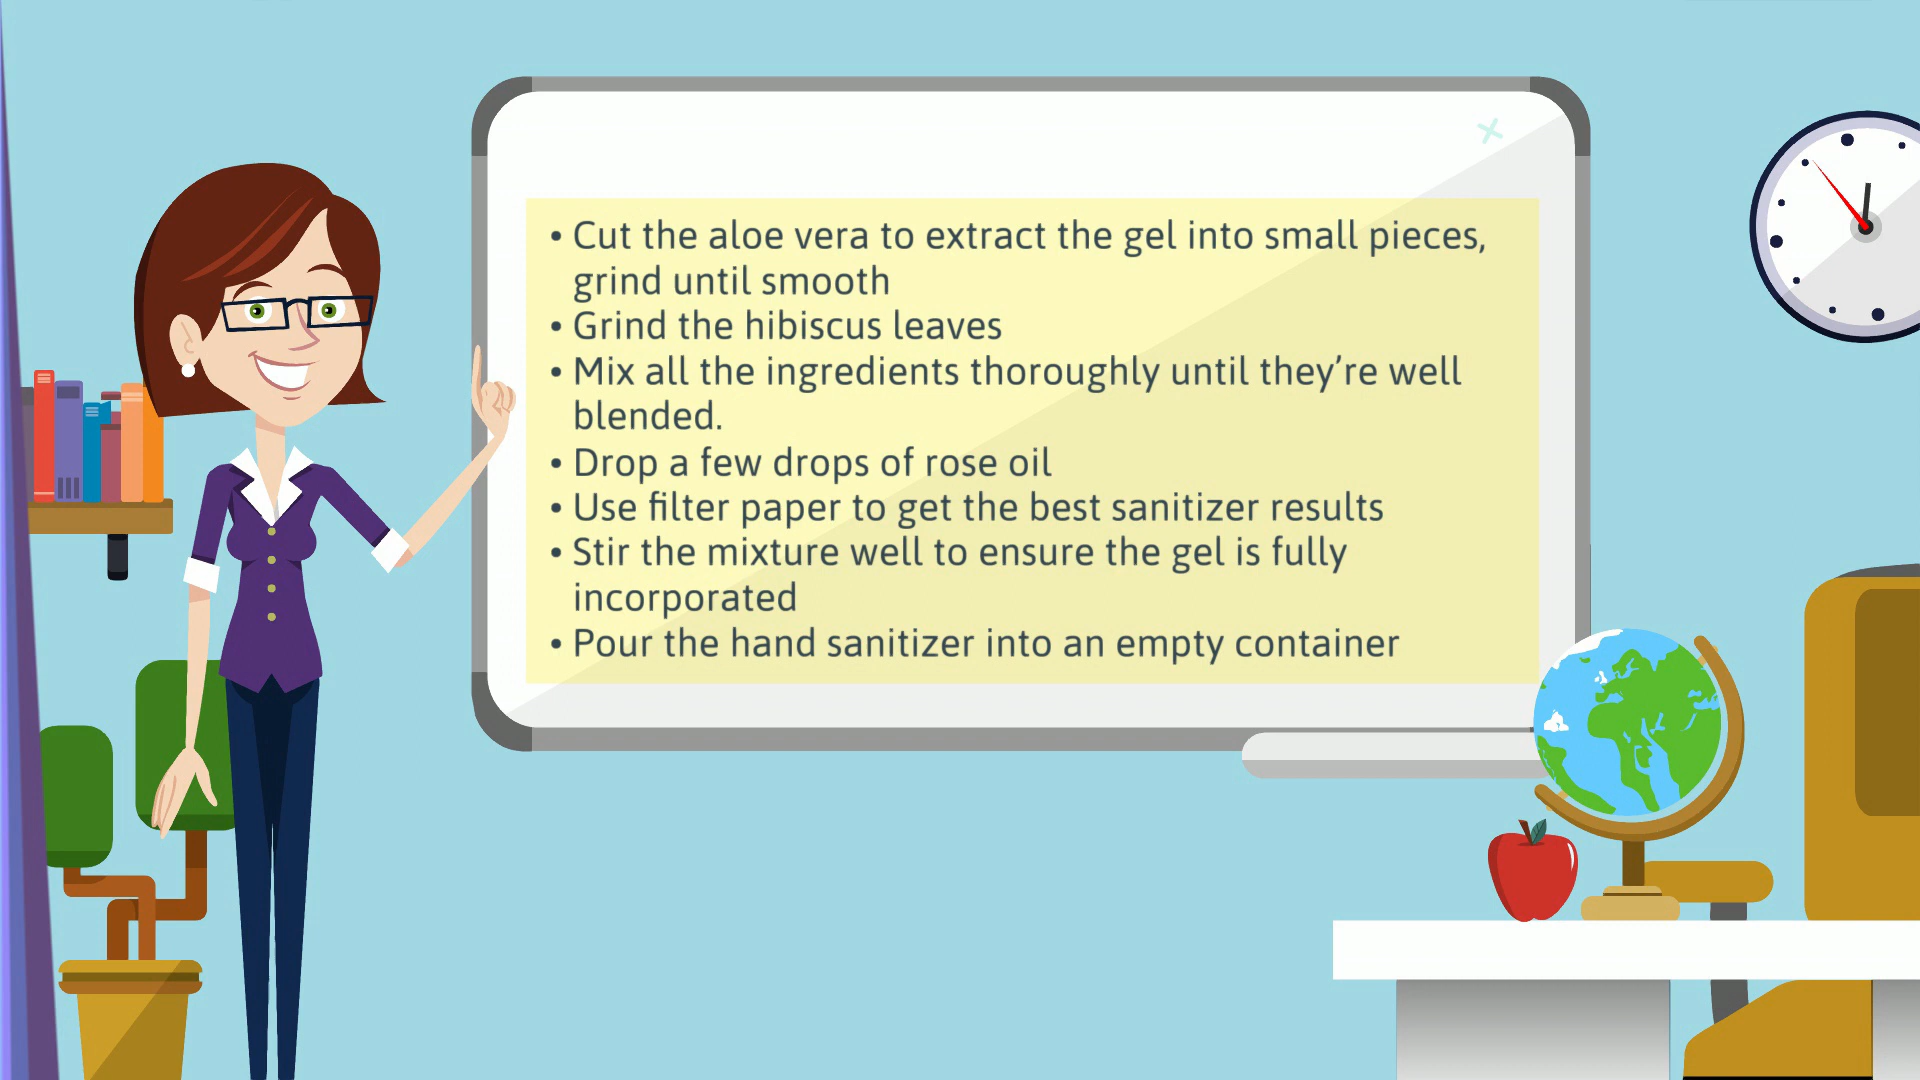 • Cut the aloe vera to extract the gel into small pieces,
grind until smooth
• Grind the hibiscus leaves
• Mix all the ingredients thoroughly until they’re well
blended.
• Drop a few drops of rose oil
• Use filter paper to get the best sanitizer results
• Stir the mixture well to ensure the gel is fully
incorporated
• Pour the hand sanitizer into an empty container